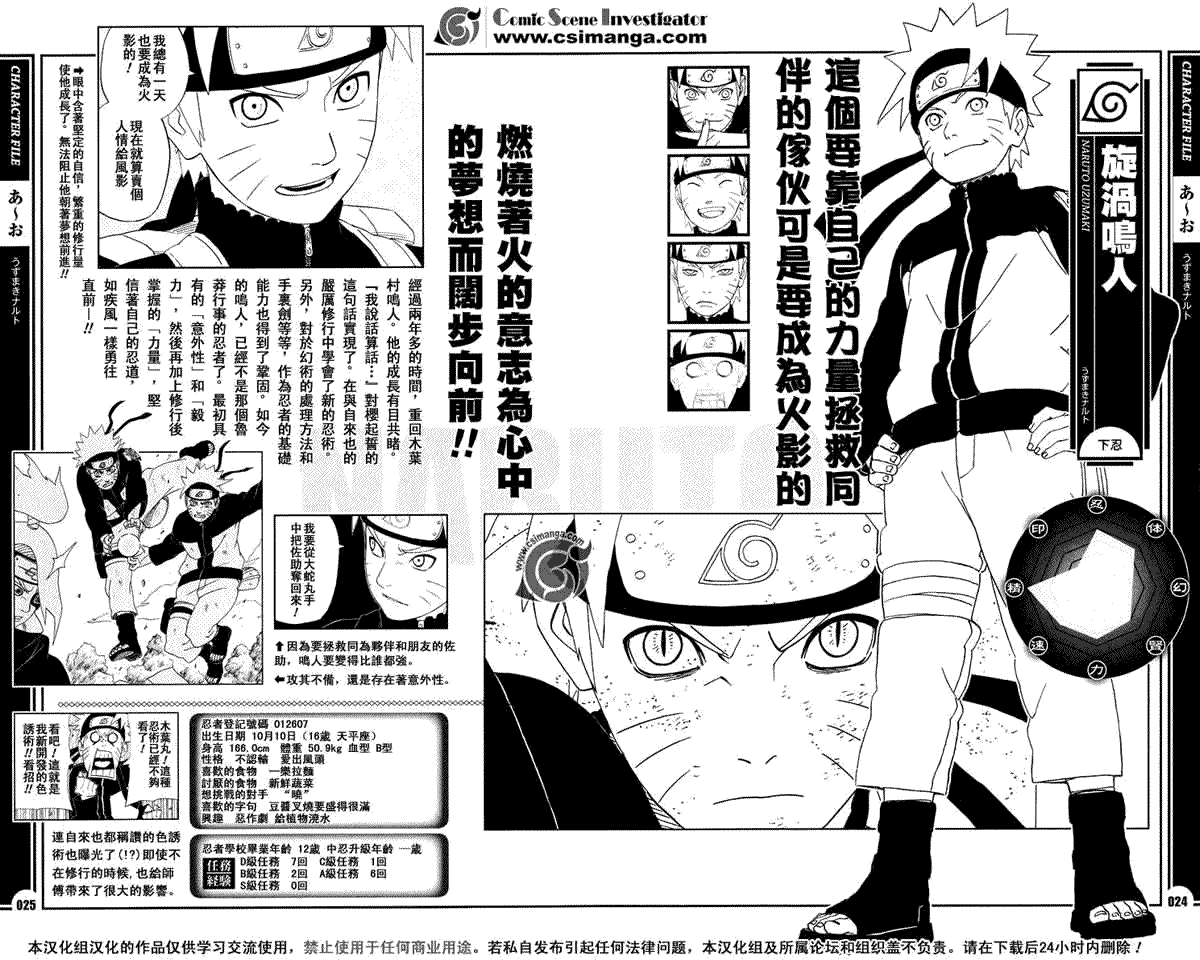 Comic Scene Investigator
www.csimanga.com
CHARACTER FILE
あ～お
うずまきナルト
024
旋渦鳴人
NARUTO UZUMAKI
うずまきナルト
下忍
忍
体
幻
賢
力
速
精
印
這個要靠自己的力量拯救同
伴的傢伙可是要成為火影的
燃燒著火的意志為心中
的夢想而闊步向前!!
NARUTO
www.csimanga.com
我總有一天
也要成為火
影的!
現在就算賣個
人情給風影
➡眼中含著堅定的自信，繁重的修行量
使他成長了。無法阻止他朝著夢想前進!!
經過兩年多的時間，重回木葉
村鳴人。他的成長有目共睹。
『我說話算話…』對櫻起誓的
這句話實現了。在與自來也的
嚴厲修行中學會了新的忍術。
另外，對於幻術的處理方法和
手裏劍等等，作為忍者的基礎
能力也得到了鞏固。如今
的鳴人，已經不是那個魯
莽行事的忍者了。最初具
有的「意外性」和「毅
力」，然後再加上修行後
掌握的「力量」，堅
信著自己的忍道，
如疾風一樣勇往
直前—!!
我要從大蛇丸手
中把佐助奪回來!
⬆因為要拯救同為夥伴和朋友的佐
助，鳴人要變得比誰都強。
⬅攻其不備，還是存在著意外性。
木葉丸!這種
忍術已經不夠
看了!
看吧!這就是
我新開發的色
誘術!!看招!!
連自來也都稱讚的色誘
術也曝光了(!?)即使不
在修行的時候，也給師
傅帶來了很大的影響。
忍者登記號碼 012607
出生日期 10月10日（16歲 天平座）
身高 166.0cm 體重 50.9kg 血型 B型
性格 不認輸 愛出風頭
喜歡的食物 一樂拉麵
討厭的食物 新鮮蔬菜
想挑戰的對手 “曉”
喜歡的字句 豆醬叉燒要盛得很滿
興趣 惡作劇 給植物澆水
忍者學校畢業年齡 12歲 中忍升級年齡 —歲
任務
経験
D級任務 7回 C級任務 1回
B級任務 2回 A級任務 6回
S級任務 0回
CHARACTER FILE
あ～お
うずまきナルト
025
本汉化组汉化的作品仅供学习交流使用，禁止使用于任何商业用途。若私自发布引起任何法律问题，本汉化组及所属论坛和组织盖不负责。请在下载后24小时内删除！